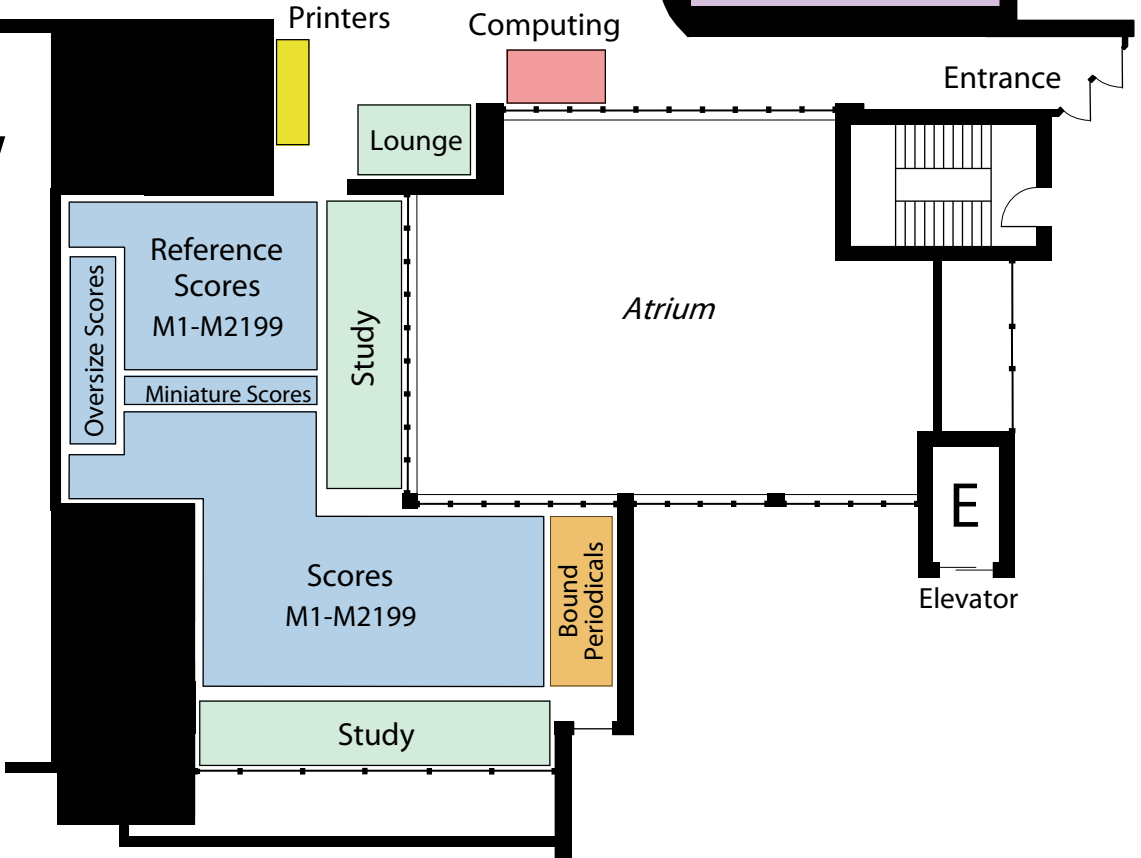 Printers
Computing
Entrance
Lounge
Reference
Scores
M1-M2199
Oversize Scores
Study
Atrium
Miniature Scores
E
Elevator
Scores
M1-M2199
Bound
Periodicals
Study